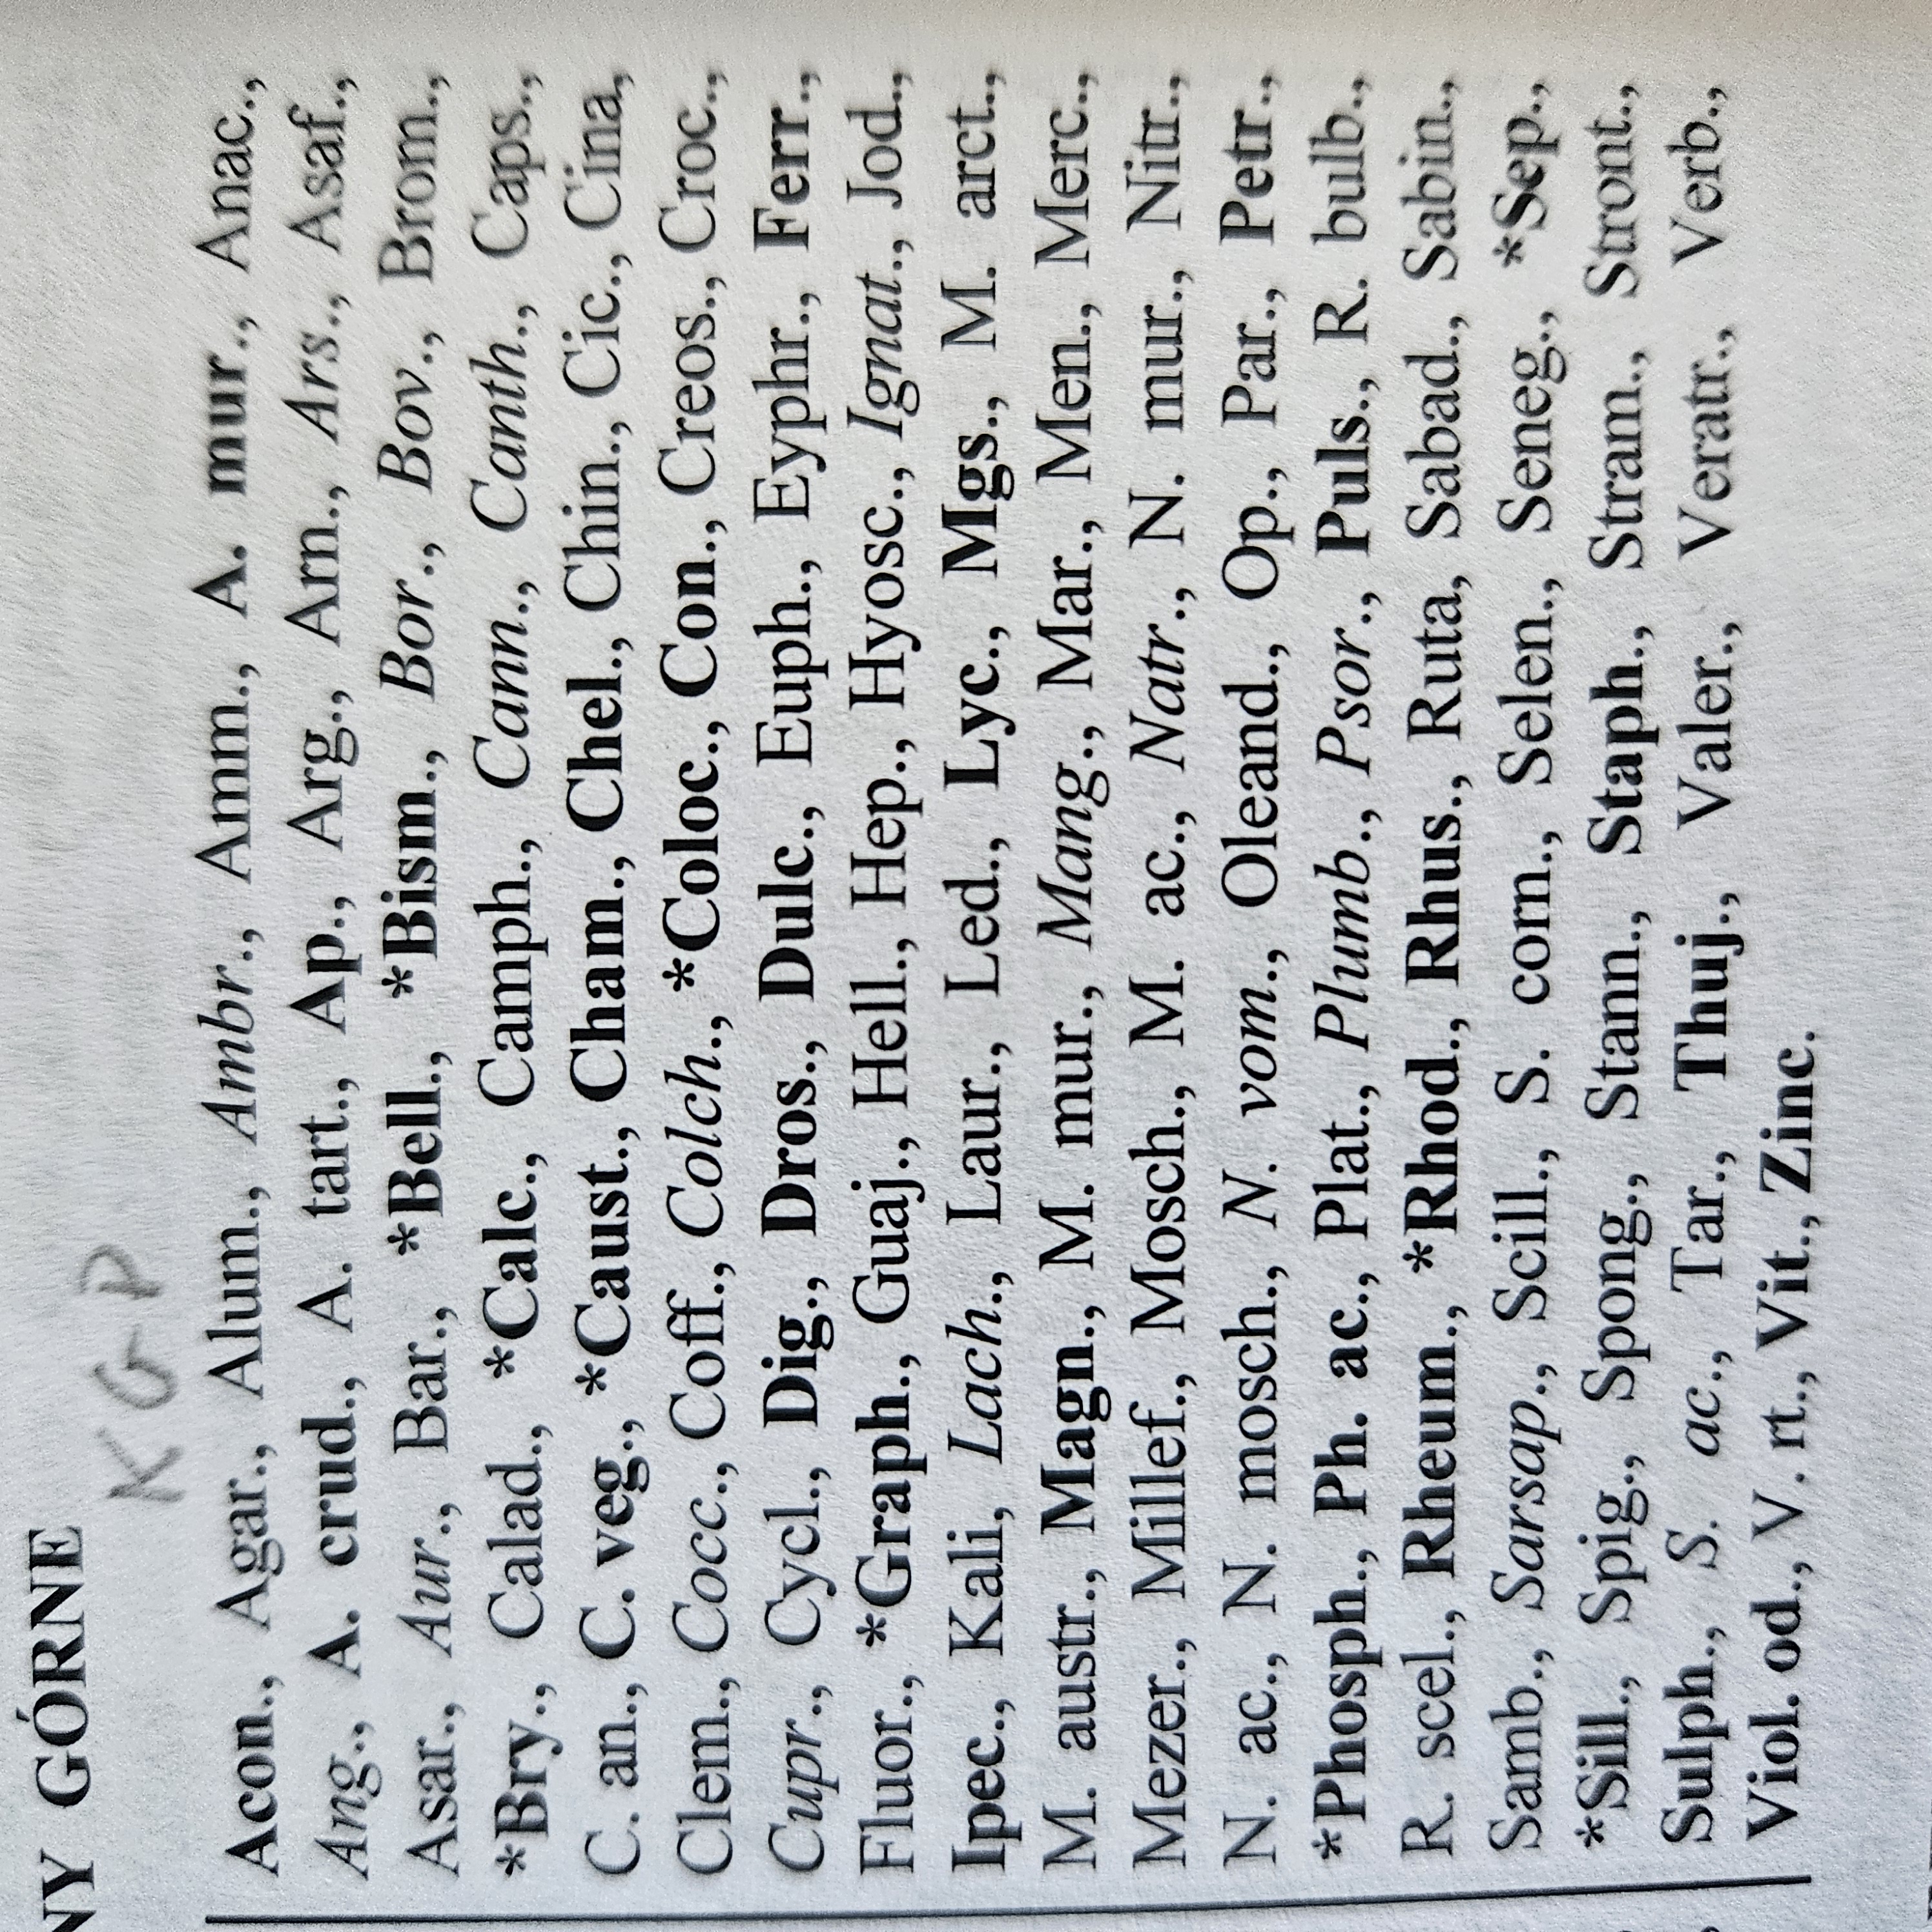 NY GÓRNE
KGP
Acon., Agar., Alum., Ambr., Amm., A. mur., Anac.,
Ang., A. crud., A. tart., Ap., Arg., Arn., Ars., Asaf.,
Asar., Aur., Bar., *Bell., *Bism., Bor., Bov., Brom.,
*Bry., Calad., *Calc., Camph., Cann., Canth., Caps.,
C. an., C. veg., *Caust., Cham., Chel., Chin., Cic., Cina,
Clem., Cocc., Coff., Colch., *Coloc., Con., Creos., Croc.,
Cupr., Cycl., Dig., Dros., Dulc., Euph., Eyphr., Ferr.,
Fluor., *Graph., Guaj., Hell., Hep., Hyosc., Ignat., Jod.,
Ipec., Kali, Lach., Laur., Led., Lyc., Mgs., M. arct.,
M. austr., Magn., M. mur., Mang., Mar., Men., Merc.,
Mezer., Millef., Mosch., M. ac., Natr., N. mur., Nitr.,
N. ac., N. mosch., N. vom., Oleand., Op., Par., Petr.,
*Phosph., Ph. ac., Plat., Plumb., Psor., Puls., R. bulb.,
R. scel., Rheum., *Rhod., Rhus., Ruta, Sabad., Sabin.,
Samb., Sarsap., Scill., S. corn., Selen., Seneg., *Sep.,
*Sill., Spig., Spong., Stann., Staph., Stram., Stront.,
Sulph., S. ac., Tar., Thuj., Valer., Veratr., Verb.,
Viol. od., V. rt., Vit., Zinc.